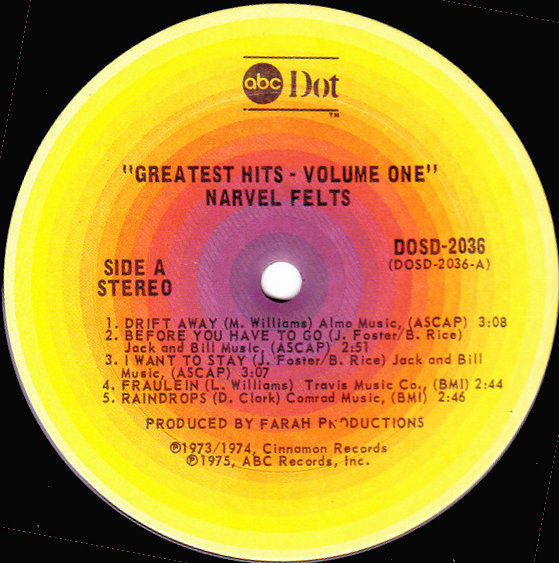 abc Dot
™
"GREATEST HITS - VOLUME ONE"
NARVEL FELTS
DOSD-2036
(DOSD-2036-A)
SIDE A
STEREO
1. DRIFT AWAY (M. Williams) Almo Music, (ASCAP) 3:08
2. BEFORE YOU HAVE TO GO (J. Foster/B. Rice)
Jack and Bill Music, (ASCAP) 2:51
3. I WANT TO STAY (J. Foster/B. Rice) Jack and Bill
Music, (ASCAP) 3:07
4. FRAULEIN (L. Williams) Travis Music Co., (BMI) 2:44
5. RAINDROPS (D. Clark) Comrad Music, (BMI) 2:46
PRODUCED BY FARAH PRODUCTIONS
℗1973/1974, Cinnamon Records
℗1975, ABC Records, Inc.